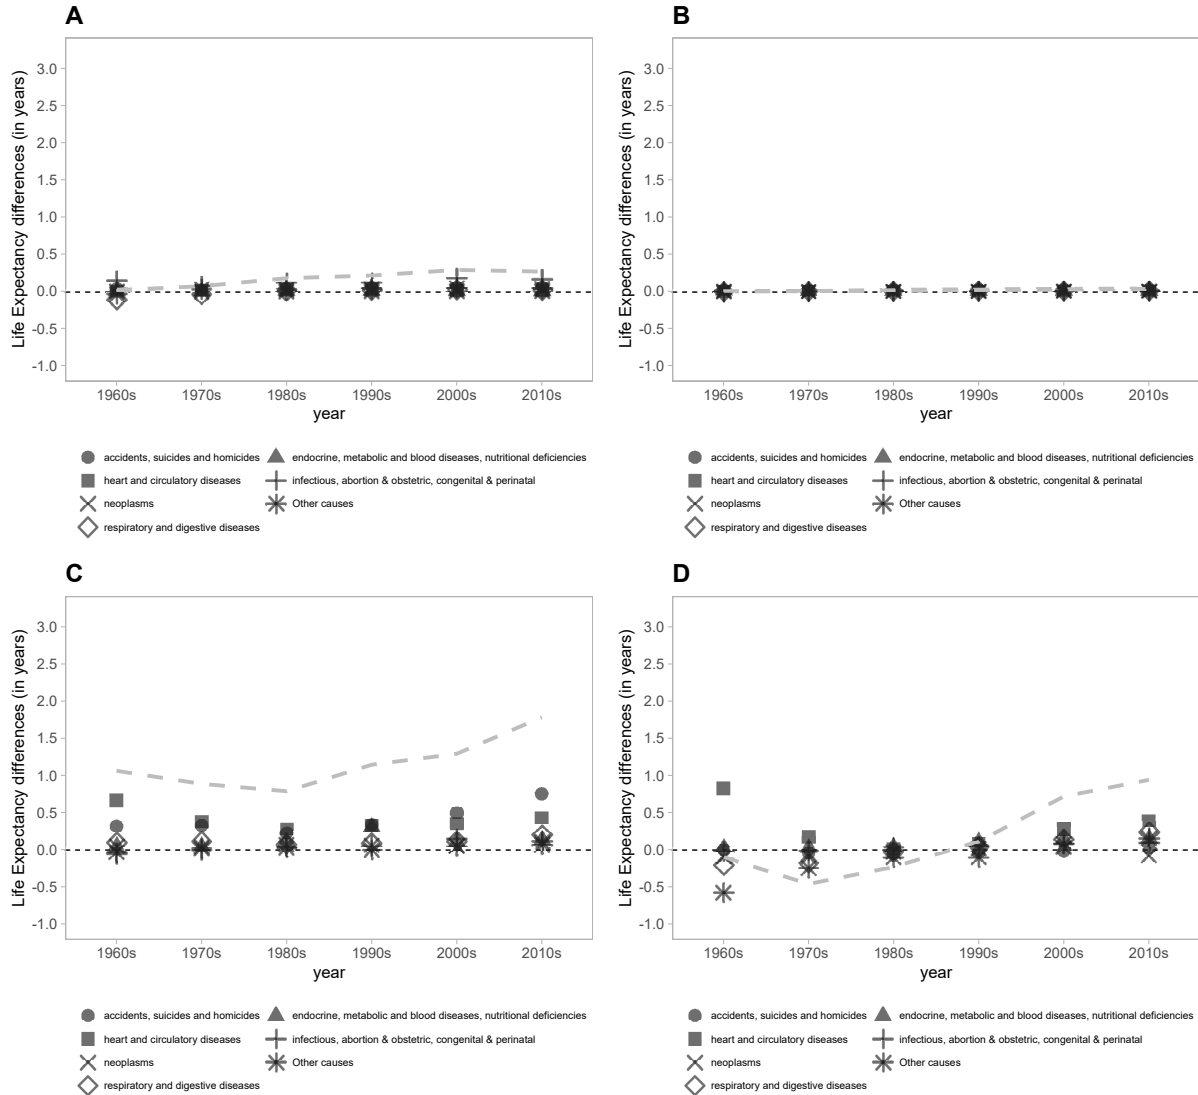 A
Life Expectancy differences (in years)
3.0
2.5
2.0
1.5
1.0
0.5
0.0
-0.5
-1.0
1960s 1970s 1980s 1990s 2000s 2010s
year
accidents, suicides and homicides endocrine, metabolic and blood diseases, nutritional deficiencies
heart and circulatory diseases infectious, abortion & obstetric, congenital & perinatal
neoplasms Other causes
respiratory and digestive diseases
B
Life Expectancy differences (in years)
3.0
2.5
2.0
1.5
1.0
0.5
0.0
-0.5
-1.0
1960s 1970s 1980s 1990s 2000s 2010s
year
accidents, suicides and homicides endocrine, metabolic and blood diseases, nutritional deficiencies
heart and circulatory diseases infectious, abortion & obstetric, congenital & perinatal
neoplasms Other causes
respiratory and digestive diseases
C
Life Expectancy differences (in years)
3.0
2.5
2.0
1.5
1.0
0.5
0.0
-0.5
-1.0
1960s 1970s 1980s 1990s 2000s 2010s
year
accidents, suicides and homicides endocrine, metabolic and blood diseases, nutritional deficiencies
heart and circulatory diseases infectious, abortion & obstetric, congenital & perinatal
neoplasms Other causes
respiratory and digestive diseases
D
Life Expectancy differences (in years)
3.0
2.5
2.0
1.5
1.0
0.5
0.0
-0.5
-1.0
1960s 1970s 1980s 1990s 2000s 2010s
year
accidents, suicides and homicides endocrine, metabolic and blood diseases, nutritional deficiencies
heart and circulatory diseases infectious, abortion & obstetric, congenital & perinatal
neoplasms Other causes
respiratory and digestive diseases